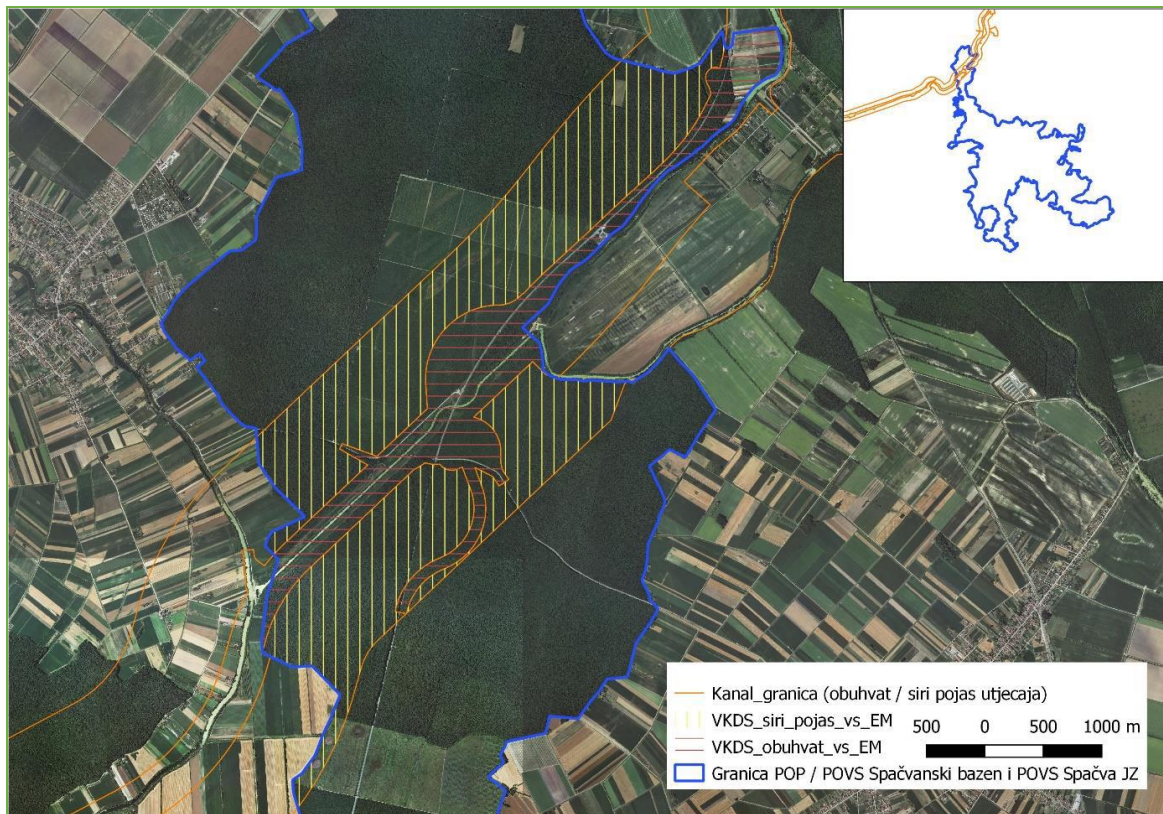 Kanal_granica (obuhvat / siri pojas utjecaja)
VKDS_siri_pojas_vs_EM
VKDS_obuhvat_vs_EM
500 0 500 1000 m
Granica POP / POVS Spačvanski bazen i POVS Spačva JZ